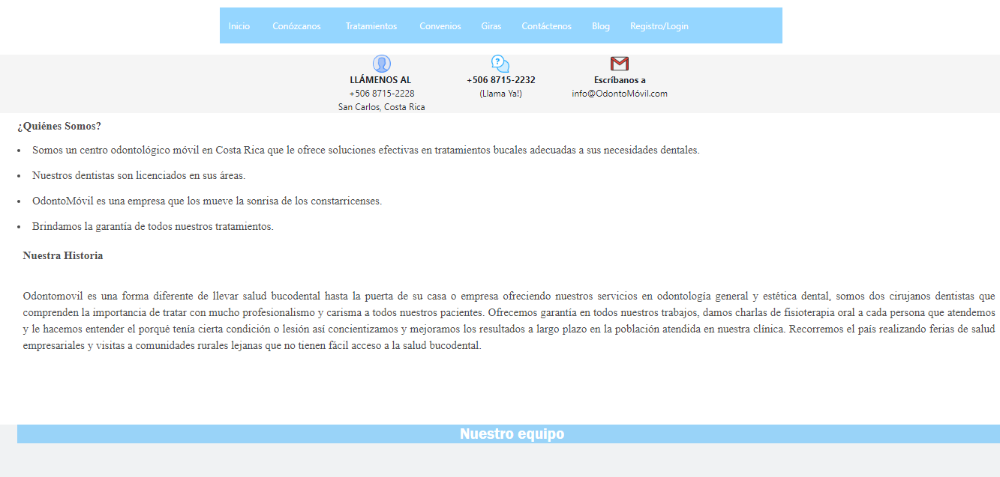 Inicio Conózcanos Tratamientos Convenios Giras Contáctenos Blog Registro/Login
LLÁMENOS AL
+506 8715-2228
San Carlos, Costa Rica
+506 8715-2232
(Llama Ya!)
Escríbanos a
info@OdontoMóvil.com
¿Quiénes Somos?
• Somos un centro odontológico móvil en Costa Rica que le ofrece soluciones efectivas en tratamientos bucales adecuadas a sus necesidades dentales.
• Nuestros dentistas son licenciados en sus áreas.
• OdontoMóvil es una empresa que los mueve la sonrisa de los constarricenses.
• Brindamos la garantía de todos nuestros tratamientos.
Nuestra Historia
Odontomovil es una forma diferente de llevar salud bucodental hasta la puerta de su casa o empresa ofreciendo nuestros servicios en odontología general y estética dental, somos dos cirujanos dentistas que
comprenden la importancia de tratar con mucho profesionalismo y carisma a todos nuestros pacientes. Ofrecemos garantía en todos nuestros trabajos, damos charlas de fisioterapia oral a cada persona que atendemos
y le hacemos entender el porqué tenía cierta condición o lesión así concientizamos y mejoramos los resultados a largo plazo en la población atendida en nuestra clínica. Recorremos el país realizando ferias de salud
empresariales y visitas a comunidades rurales lejanas que no tienen fácil acceso a la salud bucodental.
Nuestro equipo